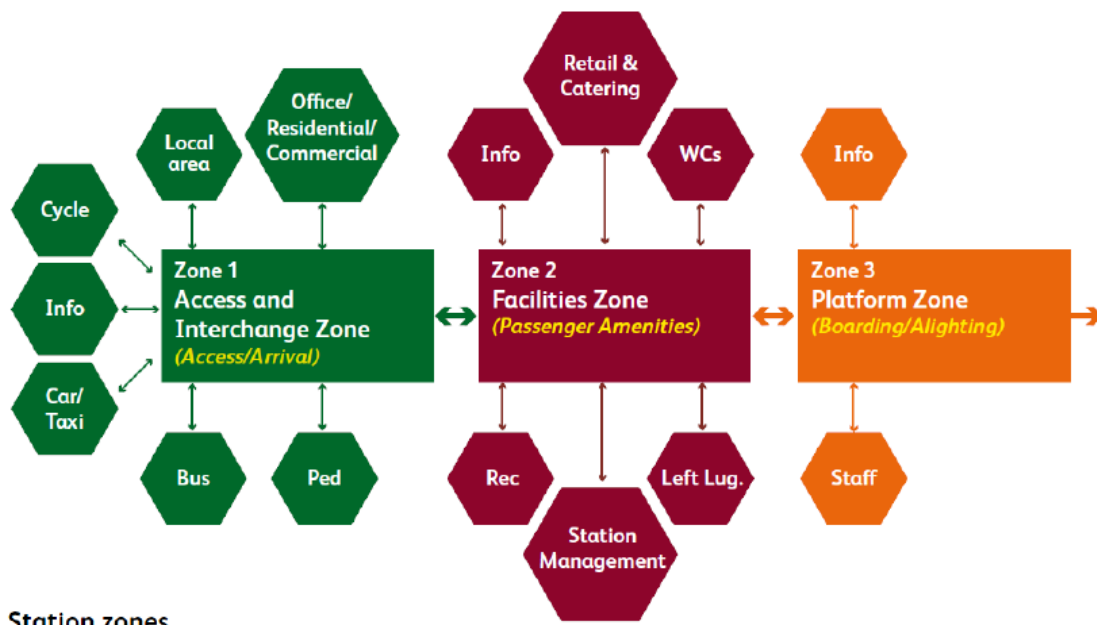 Retail &
Catering
Office/
Residential/
Commercial
Local
area
Info
WCs
Info
Cycle
Zone 1
Access and
Interchange Zone
(Access/Arrival)
Zone 2
Facilities Zone
(Passenger Amenities)
Zone 3
Platform Zone
(Boarding/Alighting)
Info
Car/
Taxi
Bus
Ped
Rec
Left Lug.
Staff
Station
Management
Station zones